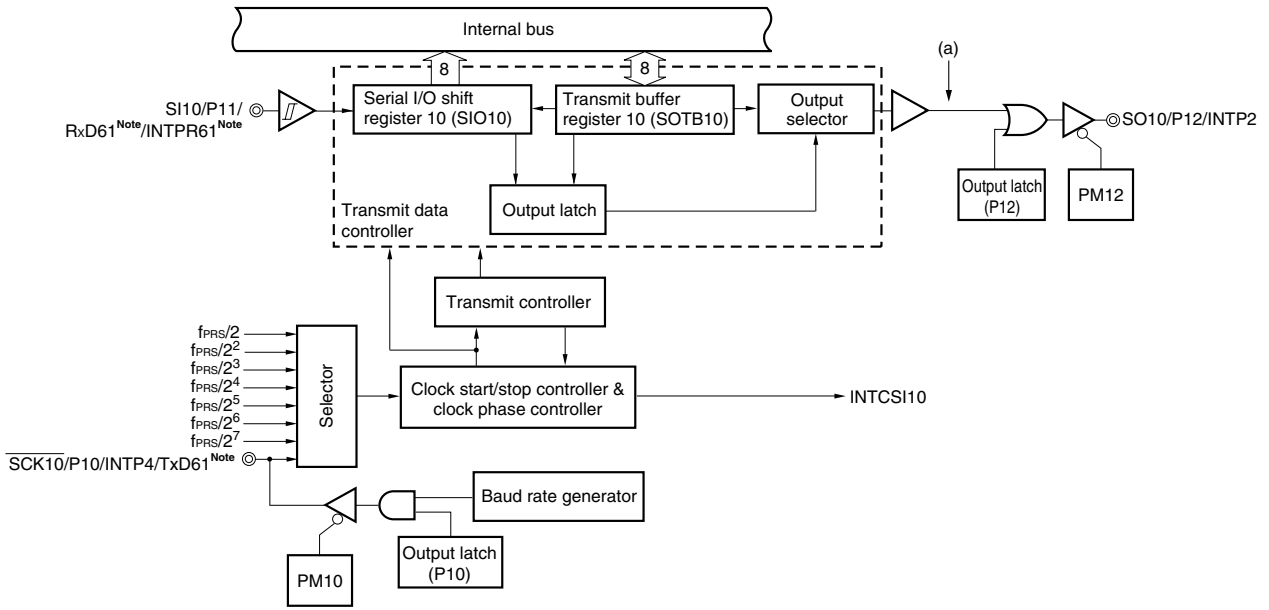 Internal bus
(a)
8
8
SI10/P11/
RxD61Note/INTPR61Note
Serial I/O shift
register 10 (SIO10)
Transmit buffer
register 10 (SOTB10)
Output
selector
SO10/P12/INTP2
Output latch
(P12)
PM12
Output latch
Transmit data
controller
Transmit controller
fPRS/2
fPRS/2²
fPRS/2³
fPRS/2⁴
fPRS/2⁵
fPRS/2⁶
fPRS/2⁷
Selector
Clock start/stop controller &
clock phase controller
INTCSI10
SCK10/P10/INTP4/TxD61Note
Baud rate generator
Output latch
(P10)
PM10